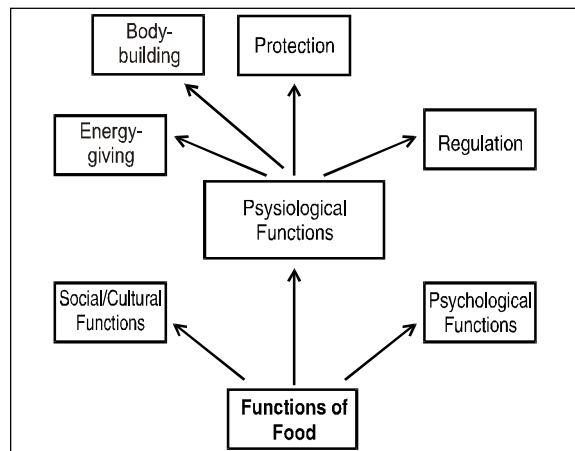 Body-
building
Protection
Energy-
giving
Regulation
Psysiological
Functions
Social/Cultural
Functions
Psychological
Functions
Functions of
Food